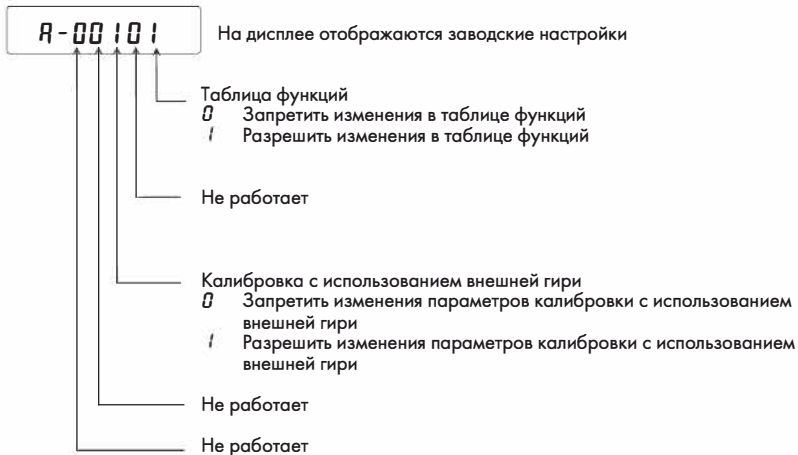 A-00101
На дисплее отображаются заводские настройки
Таблица функций
0 Запретить изменения в таблице функций
1 Разрешить изменения в таблице функций
Не работает
Калибровка с использованием внешней гири
0 Запретить изменения параметров калибровки с использованием
внешней гири
1 Разрешить изменения параметров калибровки с использованием
внешней гири
Не работает
Не работает